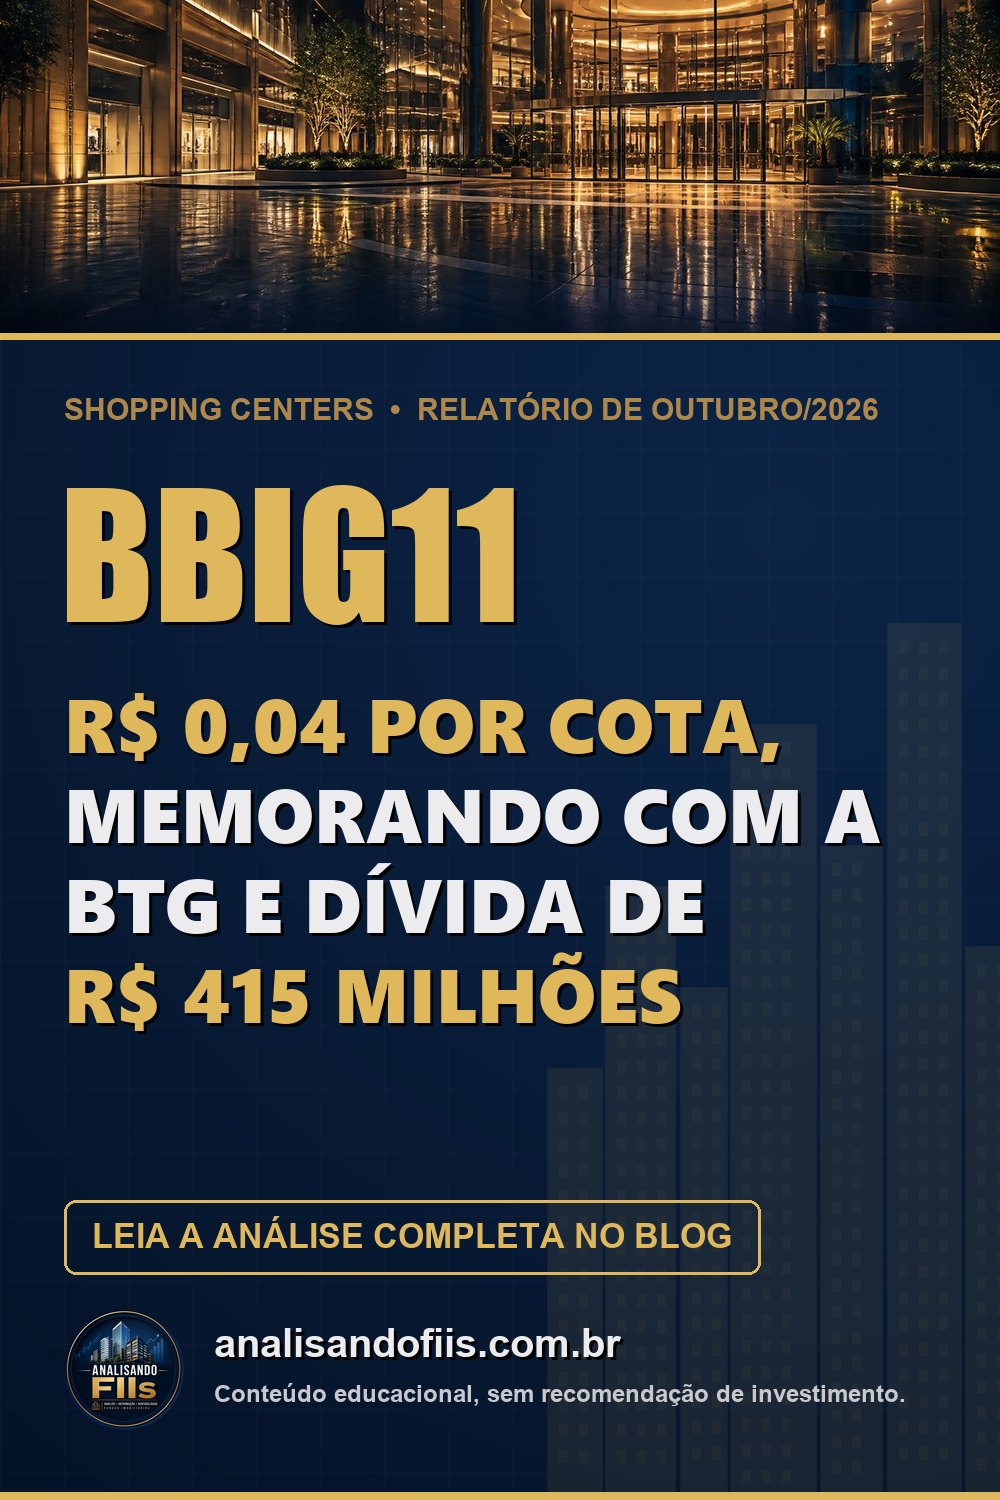 SHOPPING CENTERS • RELATÓRIO DE OUTUBRO/2026
BBIG11
R$ 0,04 POR COTA,
MEMORANDO COM A
BTG E DÍVIDA DE
R$ 415 MILHÕES
LEIA A ANÁLISE COMPLETA NO BLOG
ANALISANDO
FIIs
analisandofiis.com.br
Conteúdo educacional, sem recomendação de investimento.